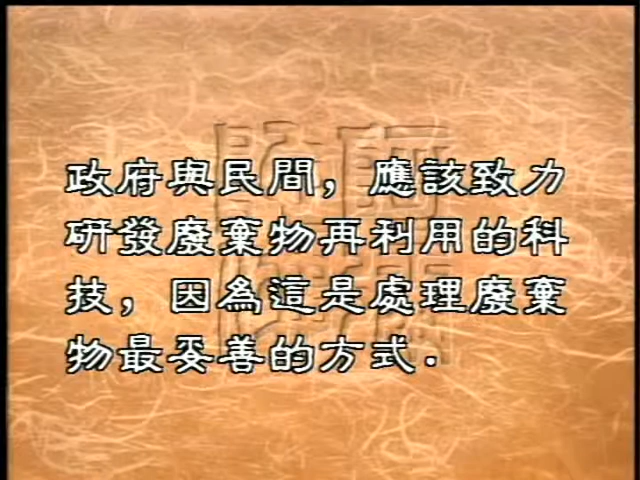 政府與民間，應該致力
研發廢棄物再利用的科
技，因為這是處理廢棄
物最妥善的方式．